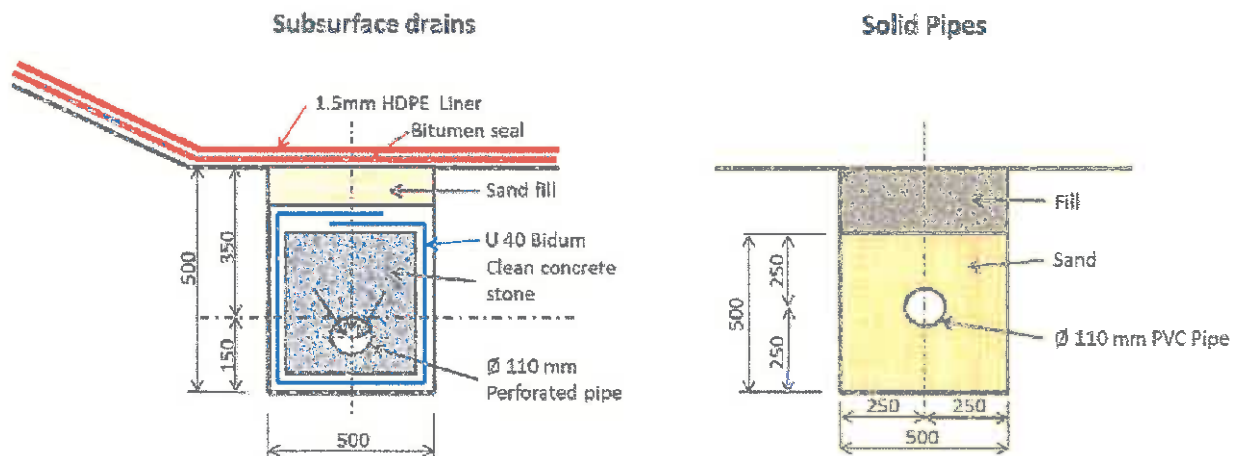 Subsurface drains
1.5mm HDPE Liner
Bitumen seal
Sand fill
U 40 Bidum
Clean concrete
stone
Ø 110 mm
Perforated pipe
500
350
150
500
Solid Pipes
Fill
Sand
Ø 110 mm PVC Pipe
500
250
250
250
250
500